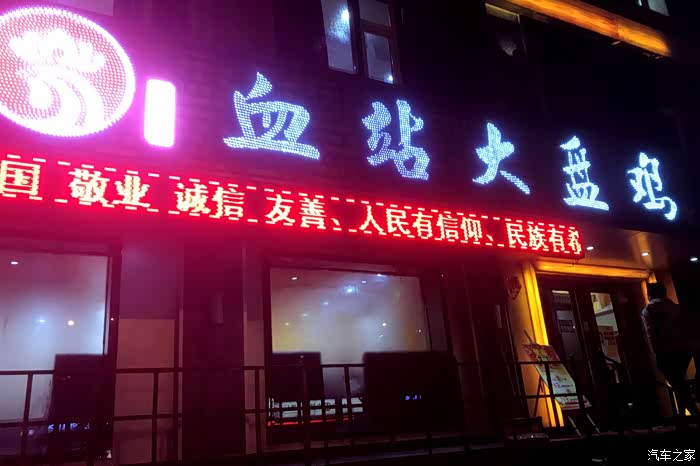 血站大盘鸡
国 敬业 诚信 友善、人民有信仰、民族有希
汽车之家